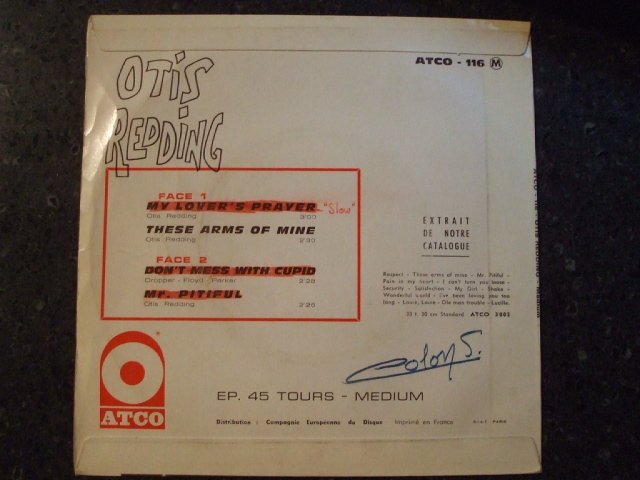 ATCO - 116 M
OTiS
REDDING
FACE 1
MY LOVER'S PRAYER "Slow"
Otis Redding 3'00
THESE ARMS OF MINE
Otis Redding 2'30
FACE 2
DON'T MESS WITH CUPID
Cropper - Floyd - Parker 2'28
Mr. PITIFUL
Otis Redding 2'25
EXTRAIT
DE NOTRE
CATALOGUE
Respect - These arms of mine - Mr. Pitiful -
Pain in my heart - I can't turn you loose -
Security - Satisfaction - My Girl - Shake -
Wonderful world - I've been loving you too
long - Louie, Louie - Ole man trouble - Lucille.
33 t. 30 cm Standard ATCO 3002
Colon S.
ATCO
EP. 45 TOURS - MEDIUM
Distribution : Compagnie Européenne du Disque Imprimé en France